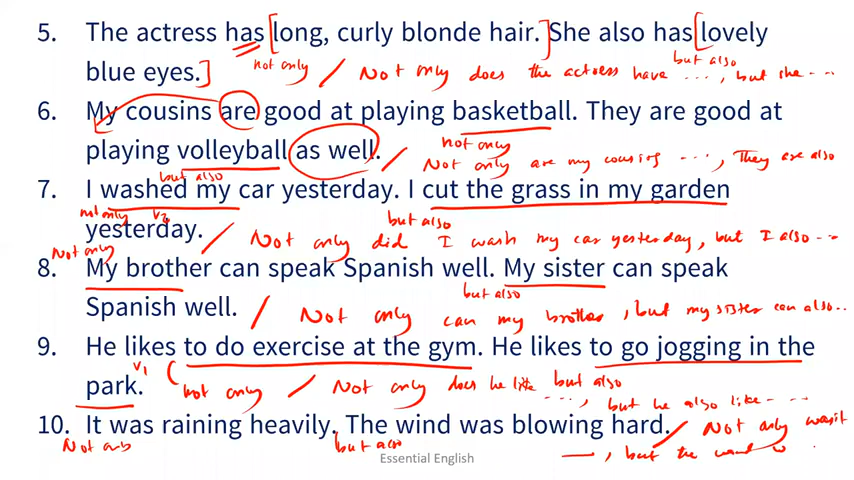 5. The actress has [long, curly blonde hair.] She also has [lovely
not only / but also
blue eyes.] Not only does the actress have ...., but she ....
6. My cousins are good at playing basketball. They are good at
not only
playing volleyball as well. / Not only are my cousins ...., They are also
but also
7. I washed my car yesterday. I cut the grass in my garden
not only V2 but also
yesterday. / Not only did I wash my car yesterday, but I also ....
Not only
8. My brother can speak Spanish well. My sister can speak
but also
Spanish well. / Not only can my brother , but my sister can also ..
9. He likes to do exercise at the gym. He likes to go jogging in the
V1
park. not only / Not only does he like but also
...., but he also like ....
10. It was raining heavily. The wind was blowing hard. / Not only wasit
Not but also —, but the wind w
Essential English